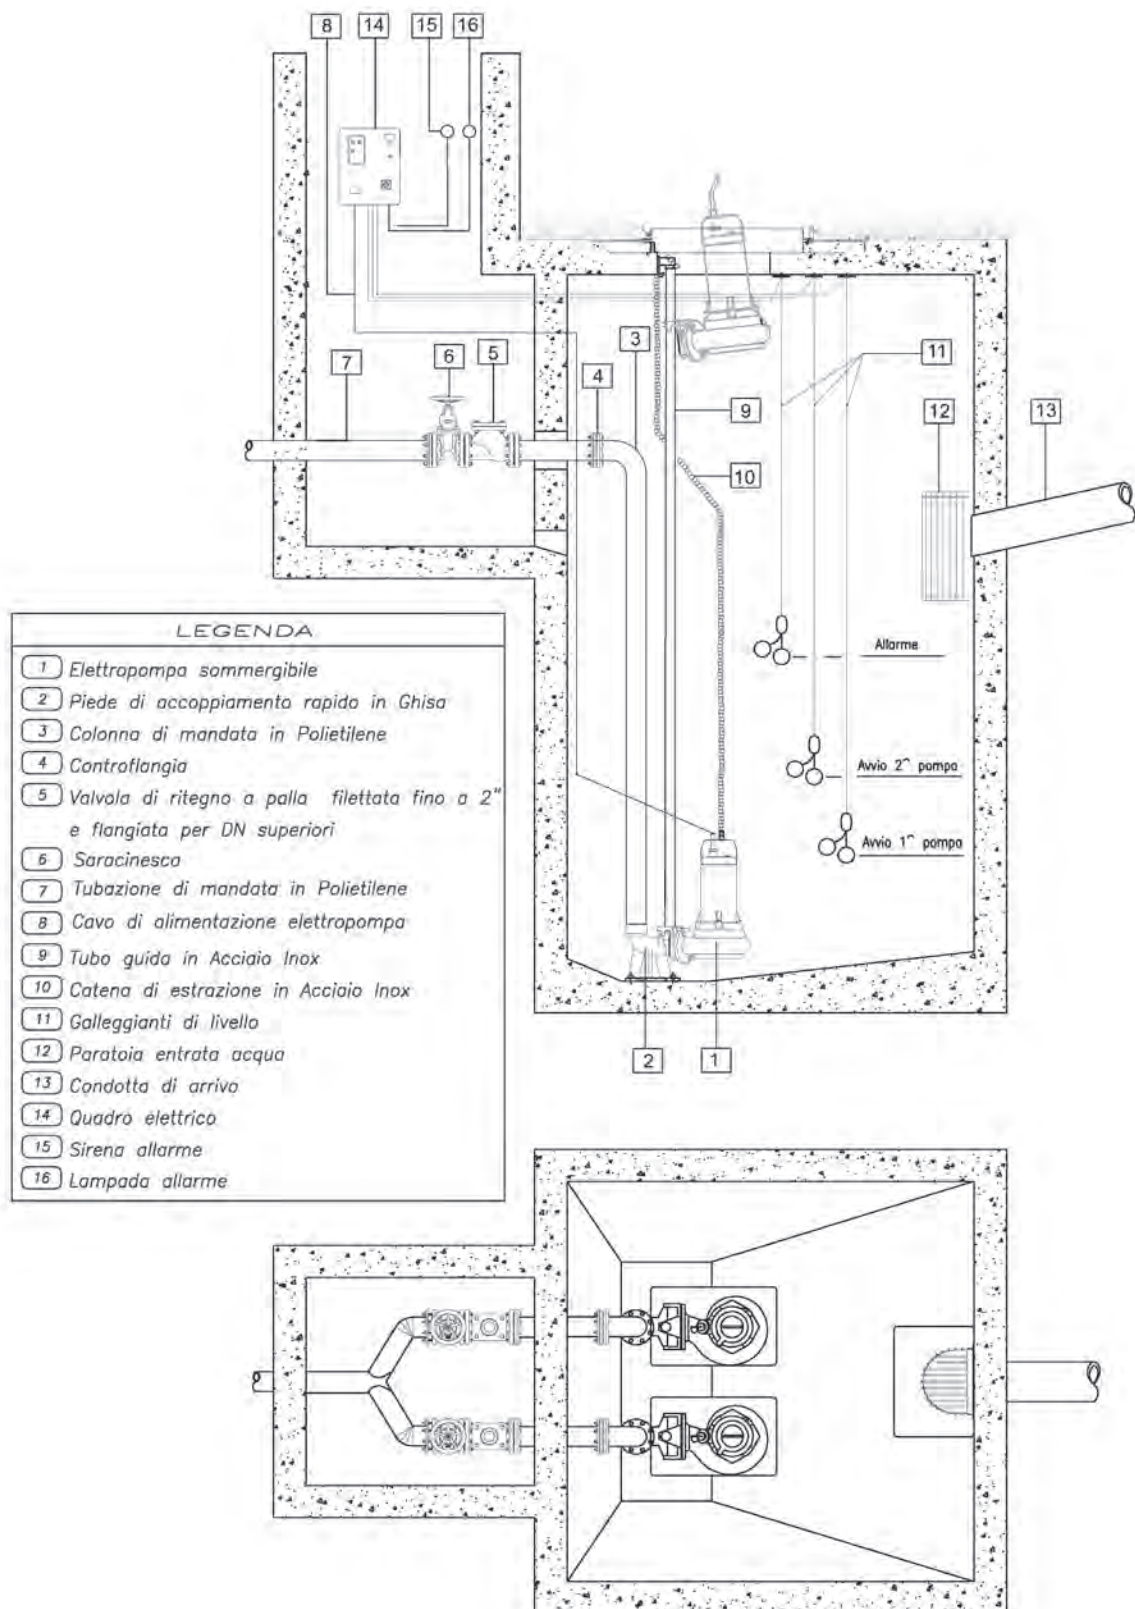 8
14
15
16
3
7
6
5
4
9
11
12
13
10
LEGENDA
1 Elettropompa sommergibile
2 Piede di accoppiamento rapido in Ghisa
3 Colonna di mandata in Polietilene
4 Controflangia
5 Valvola di ritegno a palla filettata fino a 2"
e flangiata per DN superiori
6 Saracinesca
7 Tubazione di mandata in Polietilene
8 Cavo di alimentazione elettropompa
9 Tubo guida in Acciaio Inox
10 Catena di estrazione in Acciaio Inox
11 Galleggianti di livello
12 Paratoia entrata acqua
13 Condotta di arrivo
14 Quadro elettrico
15 Sirena allarme
16 Lampada allarme
Allarme
Avvio 2^ pompa
Avvio 1^ pompa
2
1